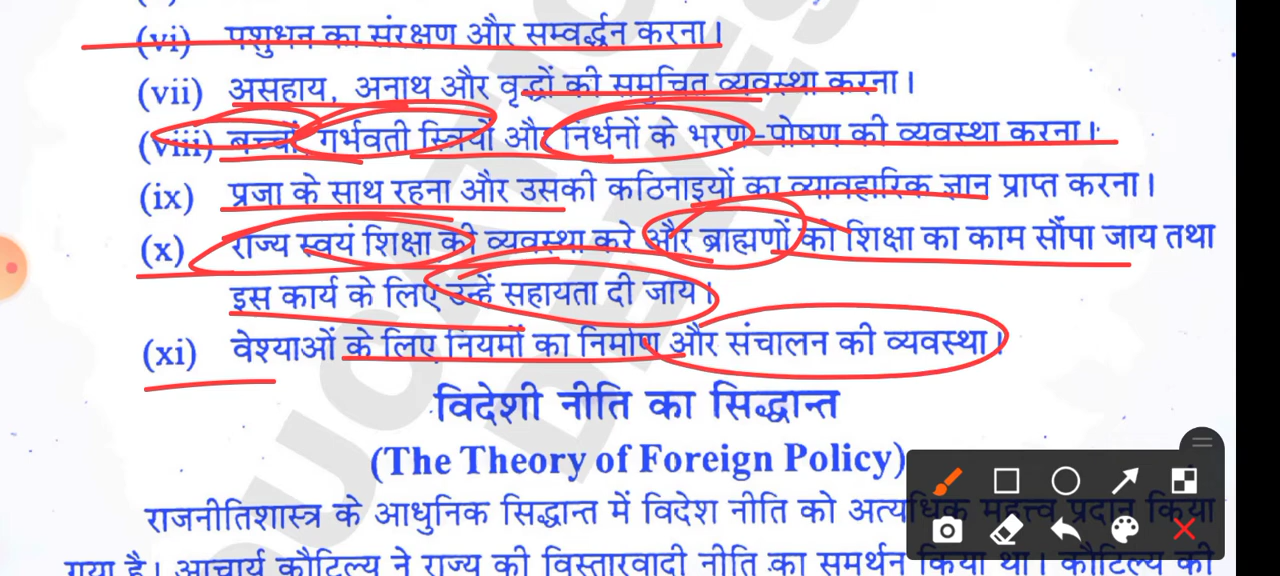 (vi) पशुधन का संरक्षण और सम्वर्द्धन करना।
(vii) असहाय, अनाथ और वृद्धों की समुचित व्यवस्था करना।
(viii) बच्चों गर्भवती स्त्रियों और निर्धनों के भरण-पोषण की व्यवस्था करना।
(ix) प्रजा के साथ रहना और उसकी कठिनाइयों का व्यावहारिक ज्ञान प्राप्त करना।
(x) राज्य स्वयं शिक्षा की व्यवस्था करे और ब्राह्मणों को शिक्षा का काम सौंपा जाय तथा
इस कार्य के लिए उन्हें सहायता दी जाय।
(xi) वेश्याओं के लिए नियमों का निर्माण और संचालन की व्यवस्था।
विदेशी नीति का सिद्धान्त
(The Theory of Foreign Policy)
राजनीतिशास्त्र के आधुनिक सिद्धान्त में विदेश नीति को अत्यधिक महत्त्व प्रदान किया
गया है। आचार्य कौटिल्य ने राज्य की विस्तारवादी नीति का समर्थन किया था। कौटिल्य की